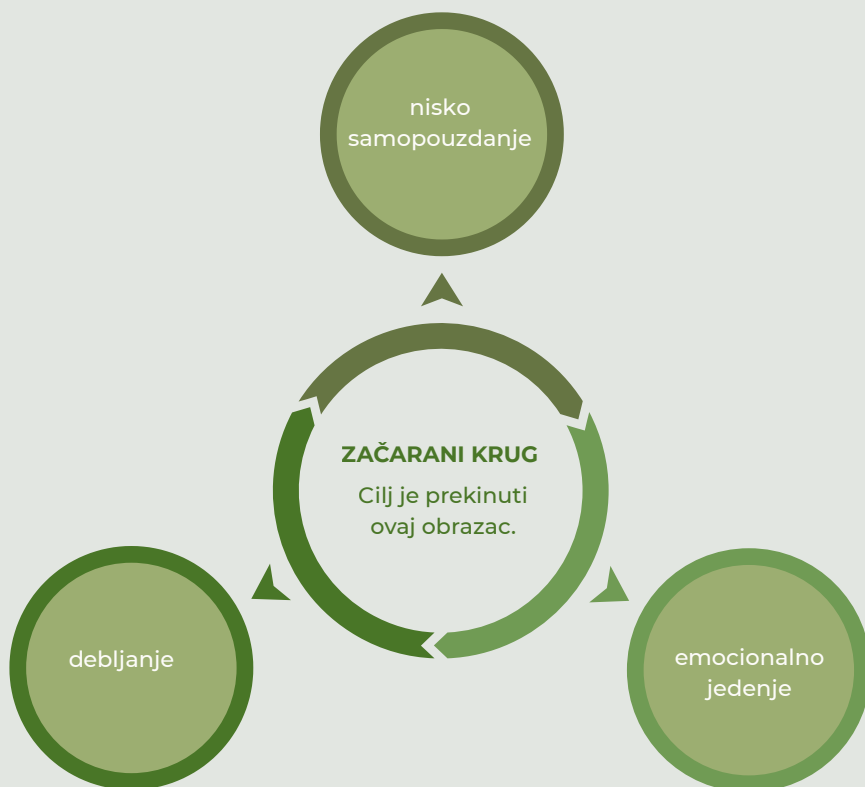 nisko
samopouzdanje
ZAČARANI KRUG
Cilj je prekinuti
ovaj obrazac.
debljanje
emocionalno
jedenje